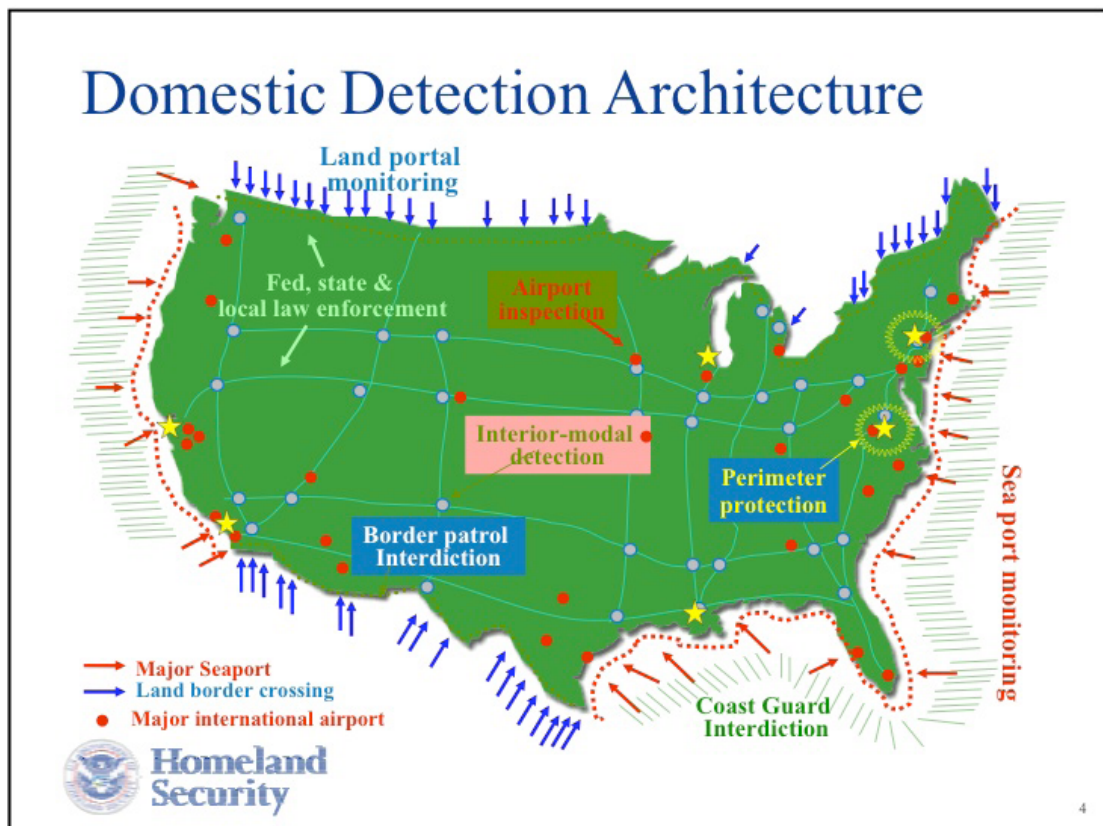 Domestic Detection Architecture
Land portal
monitoring
Fed, state &
local law enforcement
Airport
inspection
Interior-modal
detection
Perimeter
protection
Border patrol
Interdiction
Sea port monitoring
Major Seaport
Land border crossing
Major international airport
Coast Guard
Interdiction
Homeland
Security
4